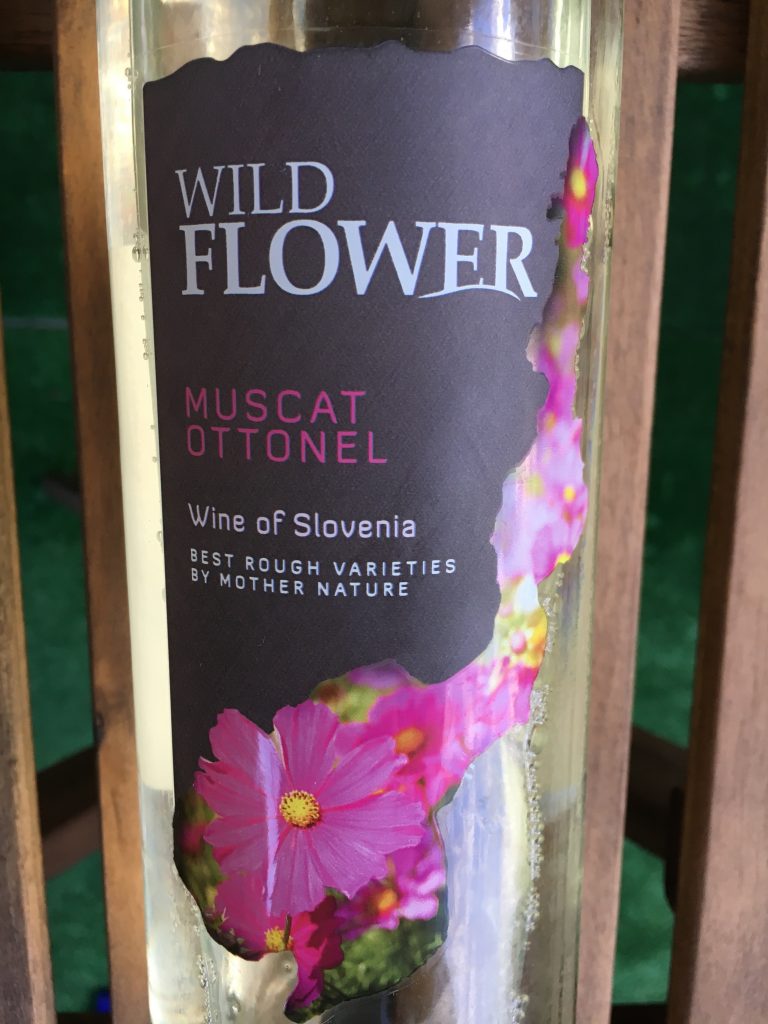 WILD
FLOWER
MUSCAT
OTTONEL
Wine of Slovenia
BEST ROUGH VARIETIES
BY MOTHER NATURE